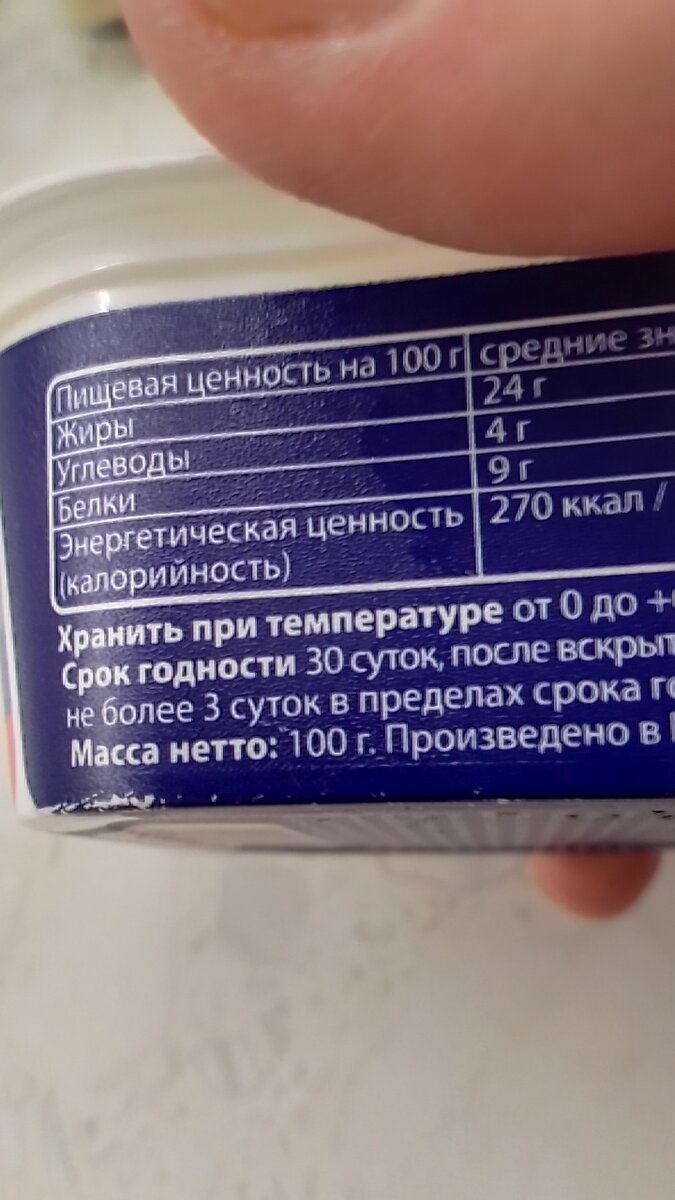 Пищевая ценность на 100 г средние зн
Жиры 24 г
Углеводы 4 г
Белки 9 г
Энергетическая ценность 270 ккал /
(калорийность)
Хранить при температуре от 0 до +
Срок годности 30 суток, после вскрыт
не более 3 суток в пределах срока го
Масса нетто: 100 г. Произведено в